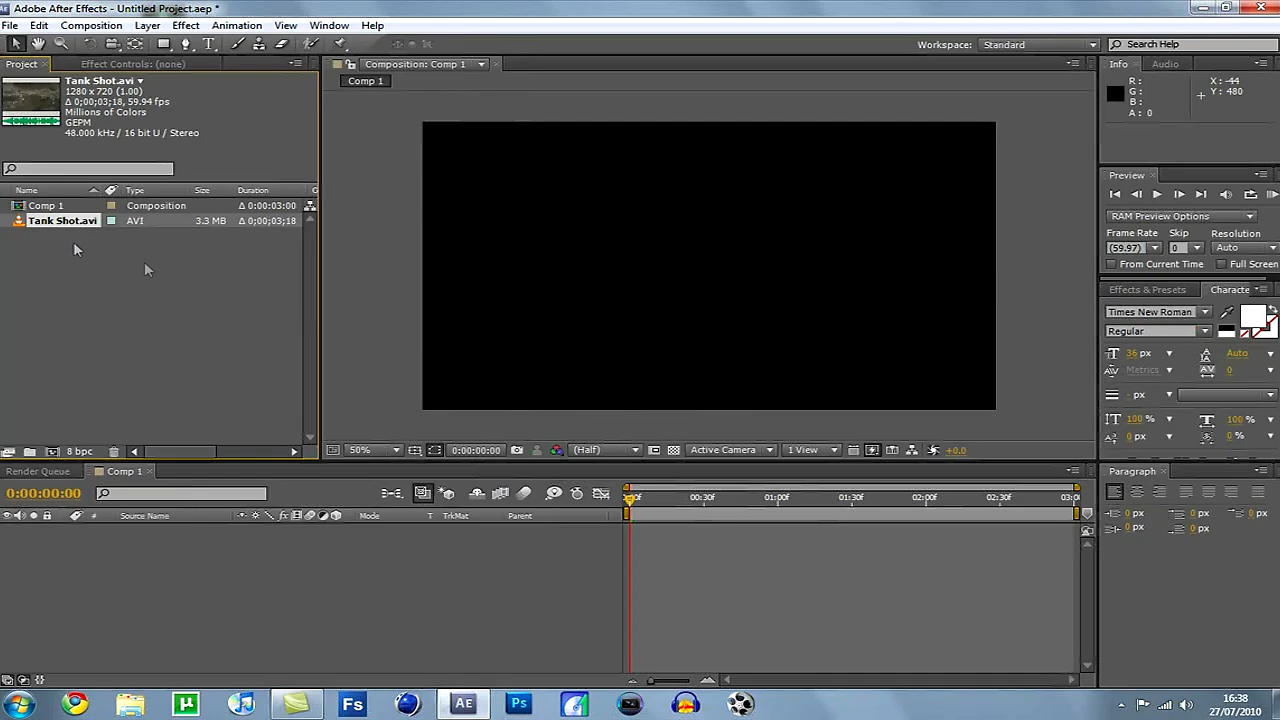 Adobe After Effects - Untitled Project.aep *
File Edit Composition Layer Effect Animation View Window Help
Workspace: Standard Search Help
Project Effect Controls: (none) Composition: Comp 1 Info Audio
Tank Shot.avi
1280 x 720 (1.00)
Δ 0;00;03;18, 59.94 fps
Millions of Colors
GEPM
48.000 kHz / 16 bit U / Stereo
Comp 1
R :
G :
B :
A : 0
X : -44
Y : 480
Preview
RAM Preview Options
Frame Rate Skip Resolution
(59.97) 0 Auto
From Current Time Full Screen
Name Type Size Duration
Comp 1 Composition Δ 0:00:03:00
Tank Shot.avi AVI 3.3 MB Δ 0;00;03;18
Effects & Presets Characte
Times New Roman
Regular
36 px Auto
Metrics 0
- px
100 % 100 %
0 px 0 %
8 bpc
50% 0:00:00:00 (Half) Active Camera 1 View +0.0
Render Queue Comp 1
0:00:00:00
00:30f 01:00f 01:30f 02:00f 02:30f 03:0
# Source Name Mode T TrkMat Parent
Paragraph
0 px 0 px 0 px
0 px 0 px
Fs AE Ps
16:38
27/07/2010